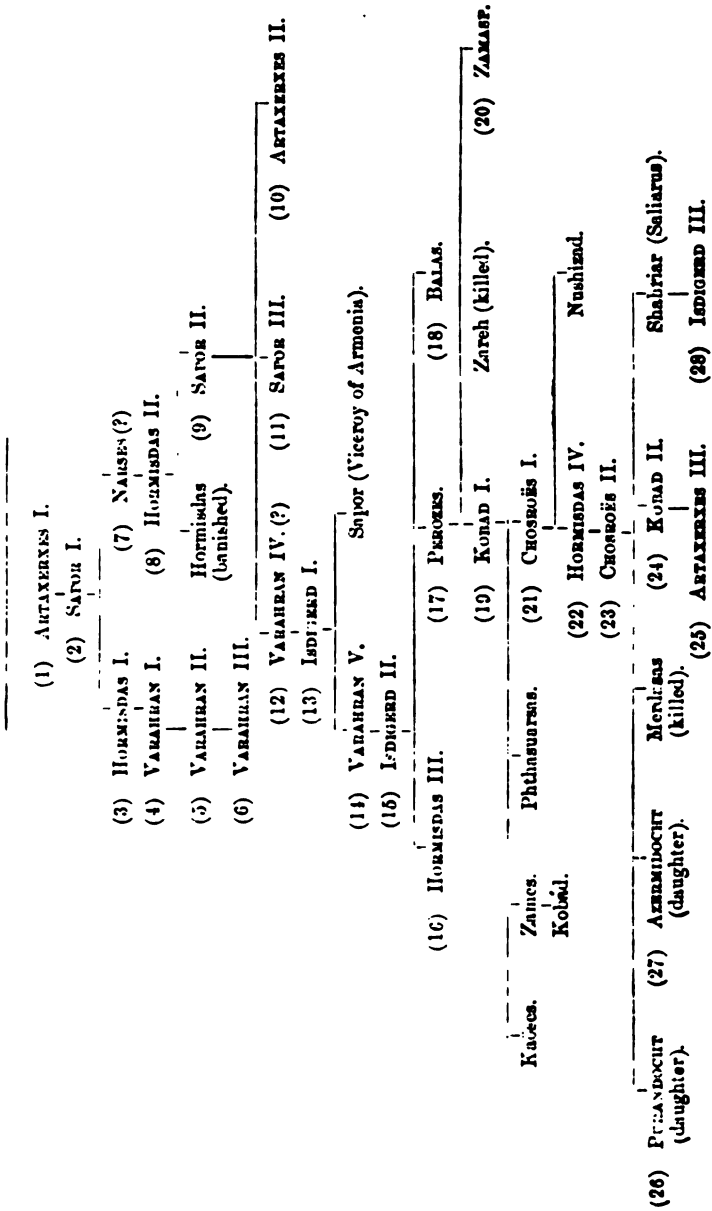 (1) ARTAXERXES I.
(2) SAPOR I.
(3) HORMISDAS I. (7) NARSES (?)
(4) VARAHRAN I. (8) HORMISDAS II.
(5) VARAHRAN II. Hormisdas (9) SAPOR II.
(banished).
(6) VARAHRAN III.
(12) VARAHRAN IV. (?) (11) SAPOR III. (10) ARTAXERXES II.
(13) ISDIGERD I.
(14) VARAHRAN V. Sapor (Viceroy of Armenia).
(15) ISDIGERD II.
(16) HORMISDAS III. (17) PEROZES. (18) BALAS.
(19) KOBAD I. Zareh (killed). (20) ZAMASP.
Kaoses. Zames. Phthasuarsas. (21) CHOSROËS I.
Kobâd.
(22) HORMISDAS IV. Nushizad.
(23) CHOSROËS II.
(26) PURANDOCHT (27) AZERMIDOCHT Merdasas (24) KOBAD II. Shahriar (Saliarus).
(daughter). (daughter). (killed).
(25) ARTAXERXES III. (28) ISDIGERD III.